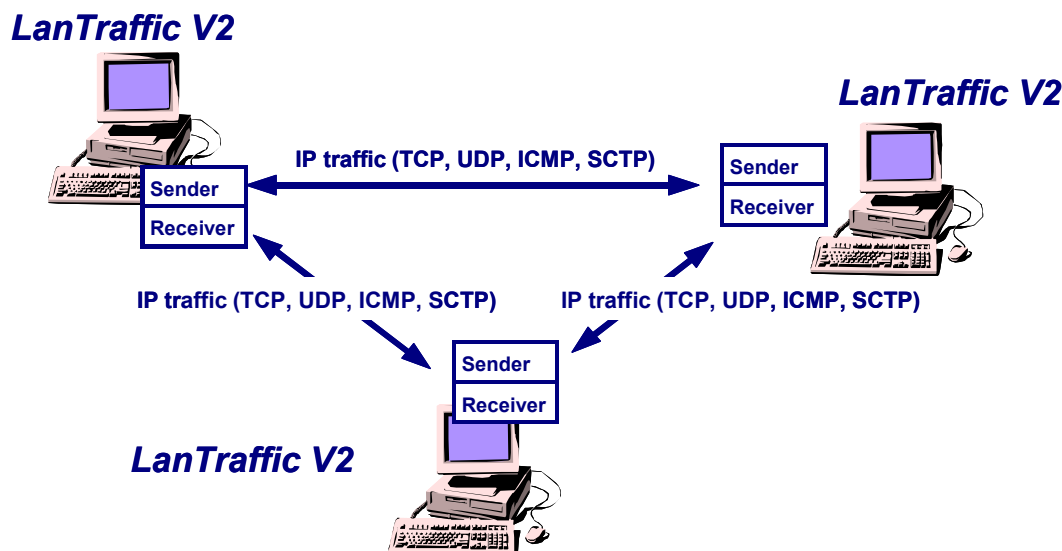 LanTraffic V2
LanTraffic V2
IP traffic (TCP, UDP, ICMP, SCTP)
Sender
Receiver
Sender
Receiver
IP traffic (TCP, UDP, ICMP, SCTP)
IP traffic (TCP, UDP, ICMP, SCTP)
Sender
Receiver
LanTraffic V2